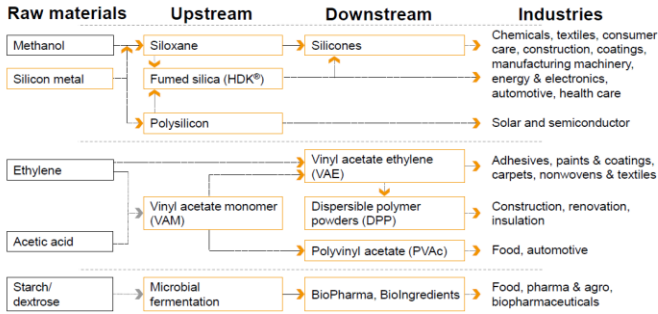 Raw materials
Upstream
Downstream
Industries
Methanol
Siloxane
Silicones
Chemicals, textiles, consumer
care, construction, coatings,
manufacturing machinery,
energy & electronics,
automotive, health care
Silicon metal
Fumed silica (HDK®)
Polysilicon
Solar and semiconductor
Ethylene
Vinyl acetate ethylene
(VAE)
Adhesives, paints & coatings,
carpets, nonwovens & textiles
Vinyl acetate monomer
(VAM)
Dispersible polymer
powders (DPP)
Construction, renovation,
insulation
Acetic acid
Polyvinyl acetate (PVAc)
Food, automotive
Starch/
dextrose
Microbial
fermentation
BioPharma, BioIngredients
Food, pharma & agro,
biopharmaceuticals